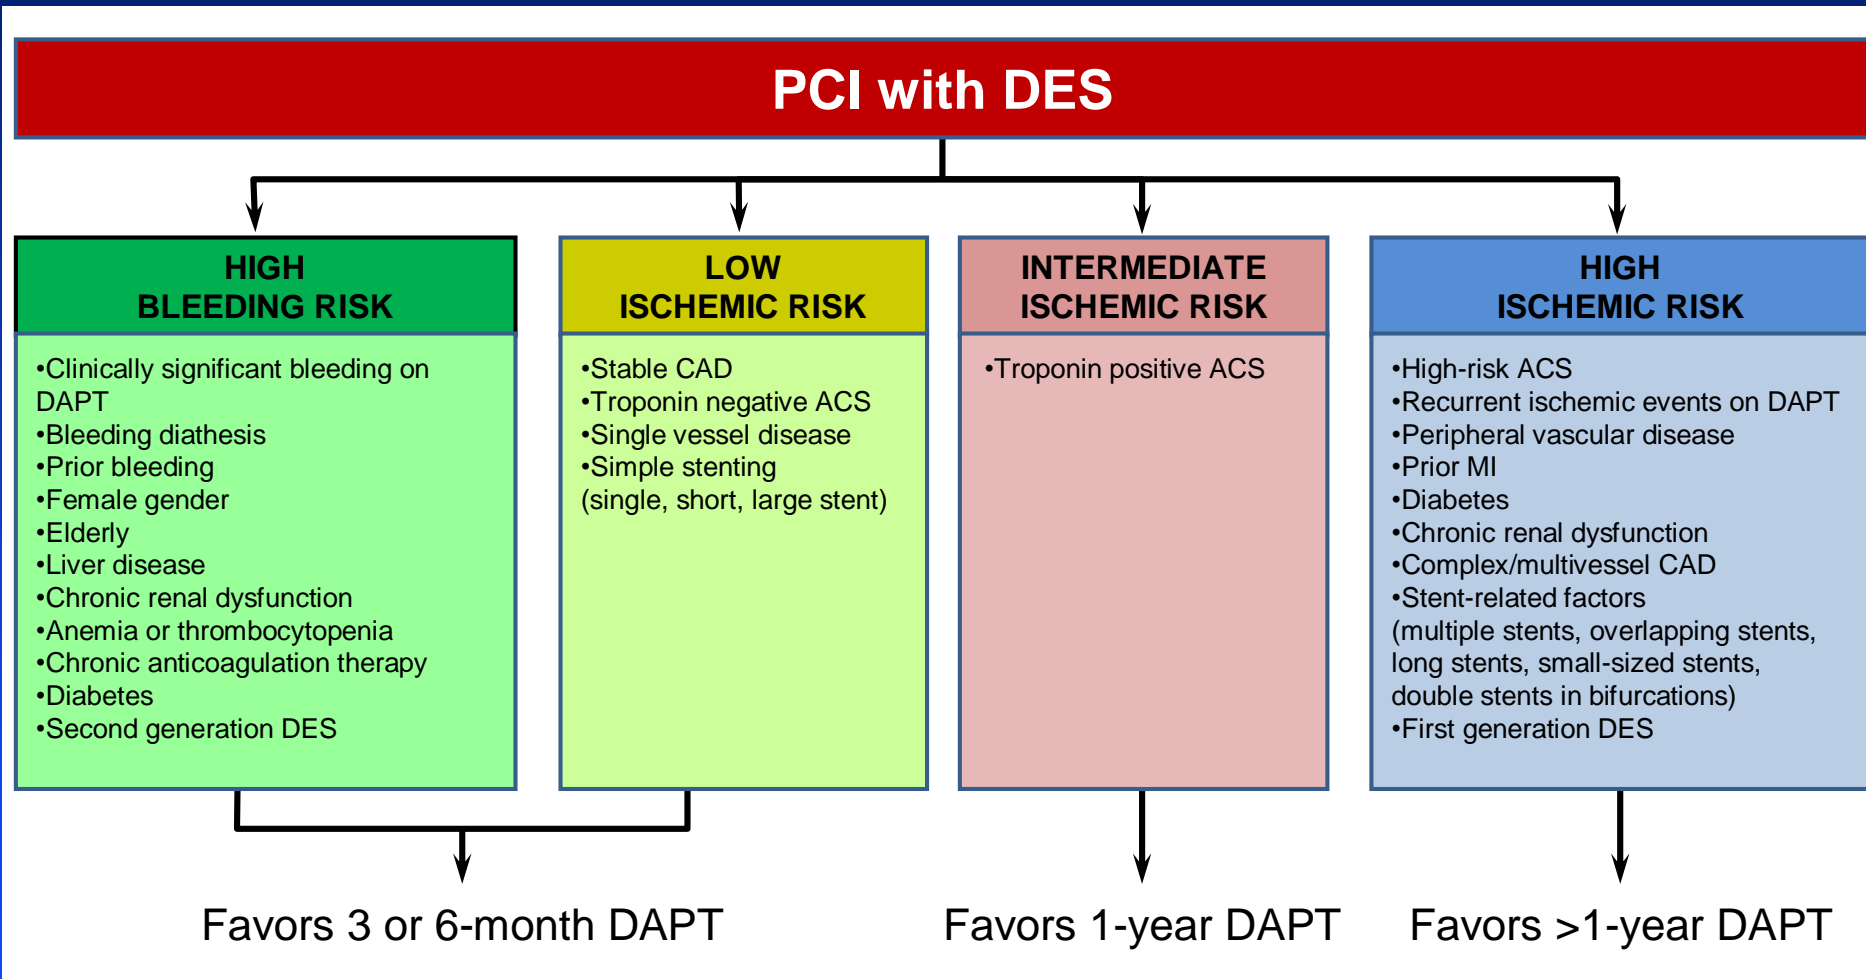 PCI with DES
HIGH
BLEEDING RISK
•Clinically significant bleeding on
DAPT
•Bleeding diathesis
•Prior bleeding
•Female gender
•Elderly
•Liver disease
•Chronic renal dysfunction
•Anemia or thrombocytopenia
•Chronic anticoagulation therapy
•Diabetes
•Second generation DES
LOW
ISCHEMIC RISK
•Stable CAD
•Troponin negative ACS
•Single vessel disease
•Simple stenting
(single, short, large stent)
INTERMEDIATE
ISCHEMIC RISK
•Troponin positive ACS
HIGH
ISCHEMIC RISK
•High-risk ACS
•Recurrent ischemic events on DAPT
•Peripheral vascular disease
•Prior MI
•Diabetes
•Chronic renal dysfunction
•Complex/multivessel CAD
•Stent-related factors
(multiple stents, overlapping stents,
long stents, small-sized stents,
double stents in bifurcations)
•First generation DES
Favors 3 or 6-month DAPT
Favors 1-year DAPT
Favors >1-year DAPT